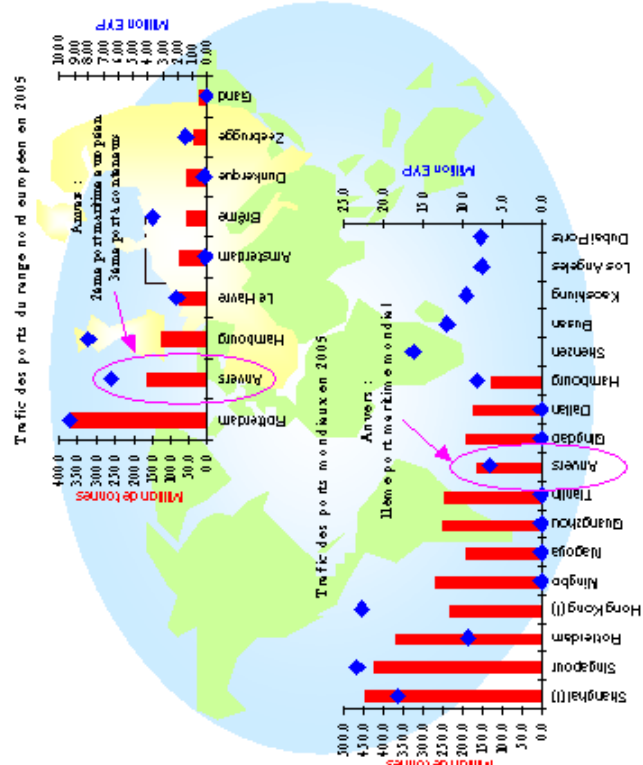 Trafic des ports du range nord européen en 2005
Million EYP
10.00
9.00
8.00
7.00
6.00
5.00
4.00
3.00
2.00
1.00
0.00
Anvers :
2ème port maritime européen
3ème port à conteneurs
Rotterdam
Anvers
Hambourg
Le Havre
Amsterdam
Brême
Dunkerque
Zeebrugge
Gand
400.0
350.0
300.0
250.0
200.0
150.0
100.0
50.0
0.0
Million de tonnes
Trafic des ports mondiaux en 2005
Anvers :
11ème port maritime mondial
Million EYP
25.0
20.0
15.0
10.0
5.0
0.0
Shanghai (1)
Singapour
Rotterdam
Hong Kong (1)
Ningbo
Nagoya
Guangzhou
Tianjin
Anvers
Qingdao
Dalian
Hambourg
Shenzen
Busan
Kaoshiung
Los Angeles
Dubai Ports
500.0
450.0
400.0
350.0
300.0
250.0
200.0
150.0
100.0
50.0
0.0
Million de tonnes